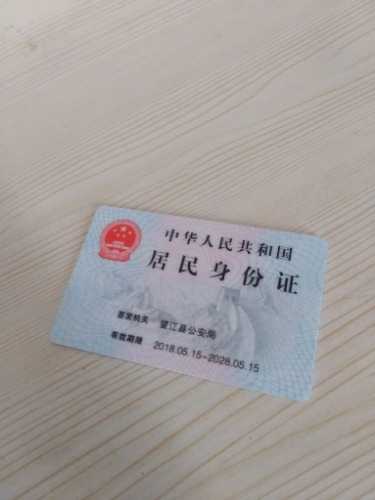 中华人民共和国
居民身份证
签发机关 望江县公安局
有效期限 2018.05.15-2028.05.15